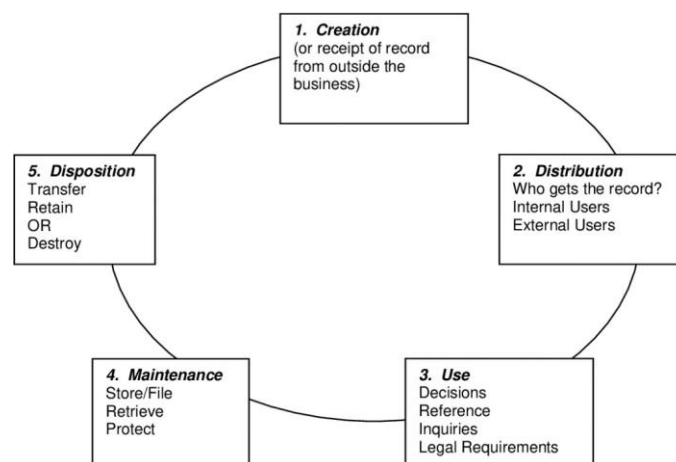 1. Creation
(or receipt of record
from outside the
business)
2. Distribution
Who gets the record?
Internal Users
External Users
3. Use
Decisions
Reference
Inquiries
Legal Requirements
4. Maintenance
Store/File
Retrieve
Protect
5. Disposition
Transfer
Retain
OR
Destroy